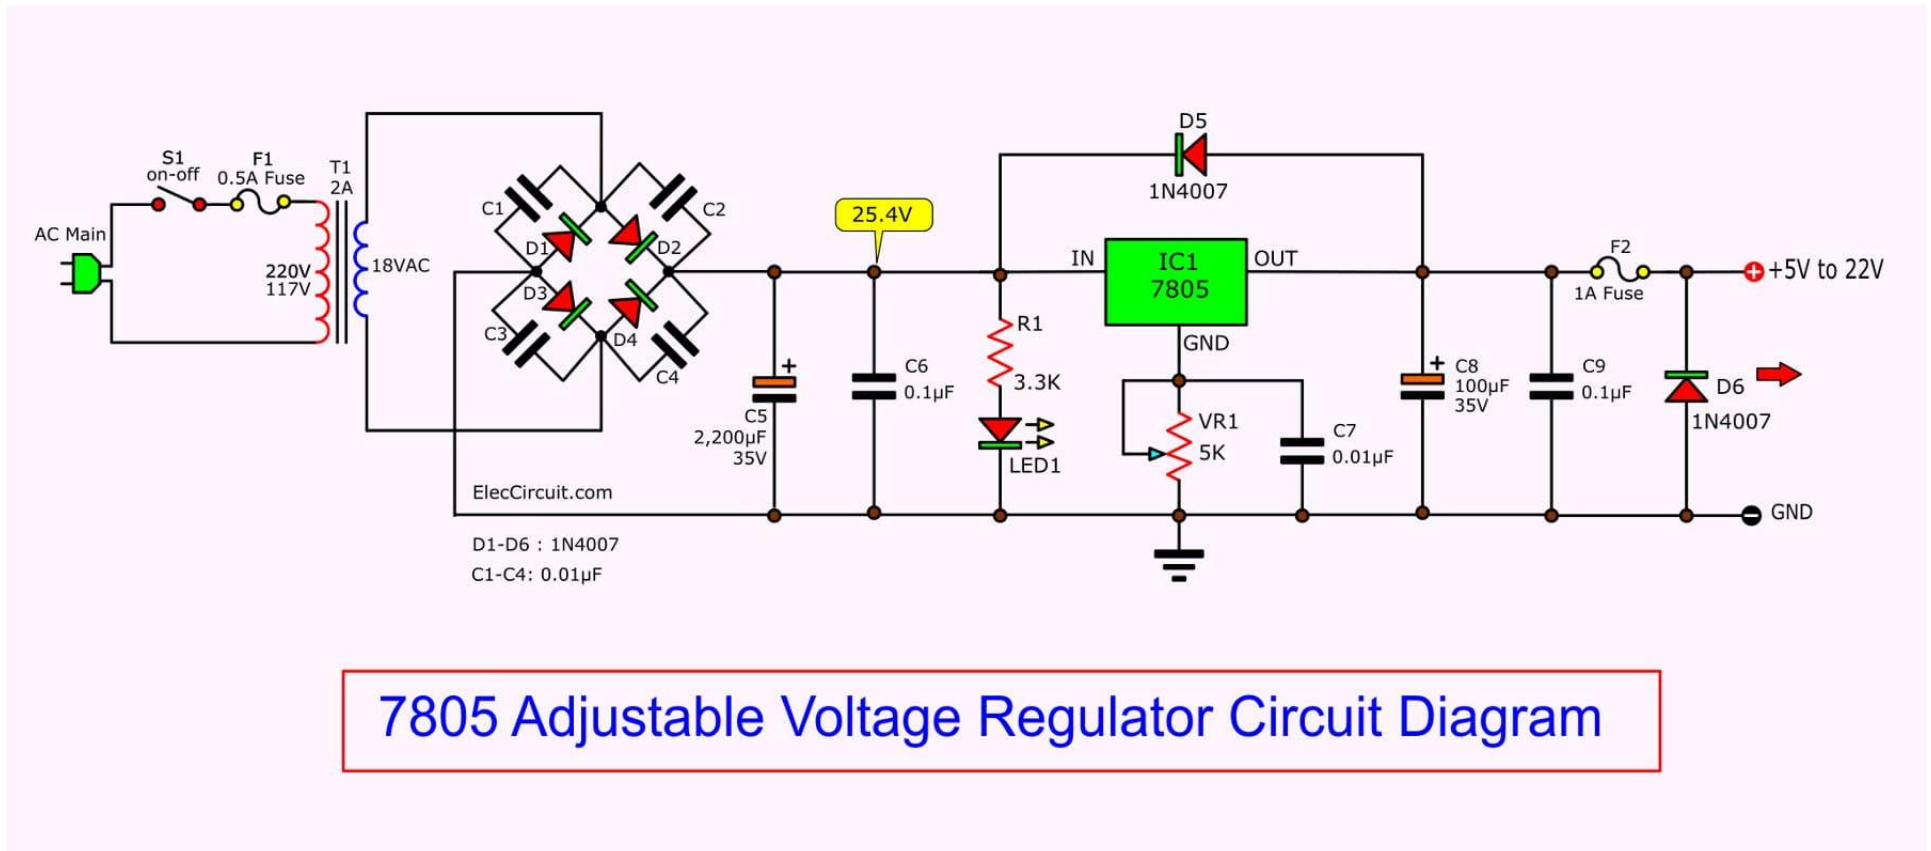 AC Main
S1
on-off
F1
0.5A Fuse
T1
2A
220V
117V
18VAC
C1
C2
D1
D2
D3
D4
C3
C4
25.4V
C5
2,200µF
35V
C6
0.1µF
R1
3.3K
LED1
D5
1N4007
IN
IC1
7805
OUT
GND
VR1
5K
C7
0.01µF
+
+
C8
100µF
35V
C9
0.1µF
F2
1A Fuse
D6
1N4007
+
+5V to 22V
-
GND
ElecCircuit.com
D1-D6 : 1N4007
C1-C4: 0.01µF
7805 Adjustable Voltage Regulator Circuit Diagram